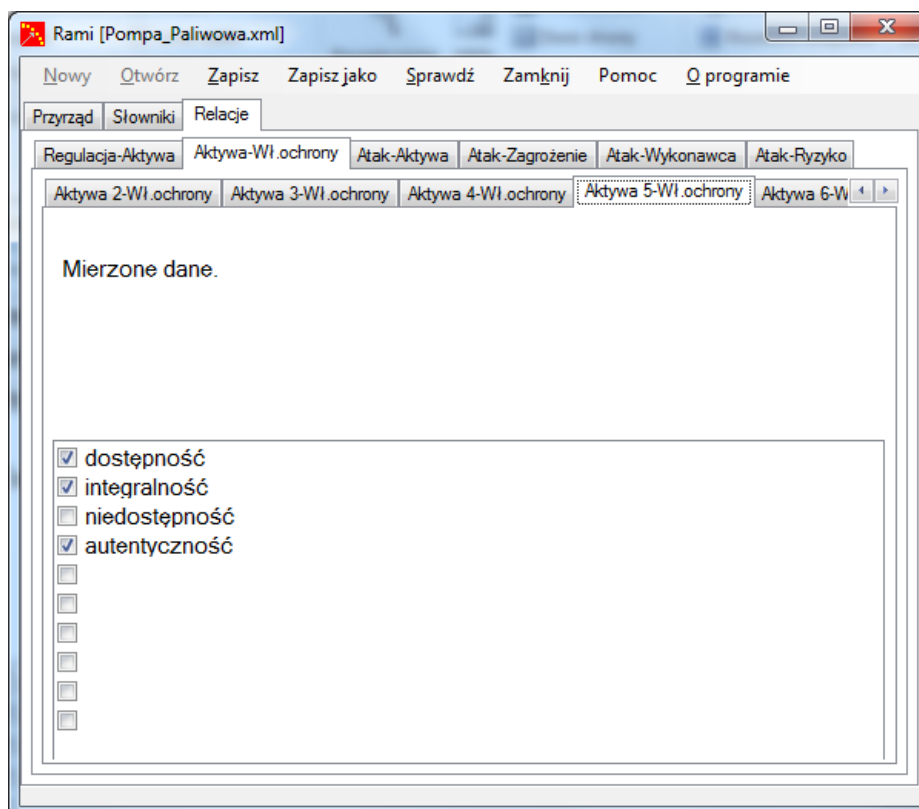 Rami [Pompa_Paliwowa.xml]
Nowy Otwórz Zapisz Zapisz jako Sprawdź Zamknij Pomoc O programie
Przyrząd Słowniki Relacje
Regulacja-Aktywa Aktywa-Wł.ochrony Atak-Aktywa Atak-Zagrożenie Atak-Wykonawca Atak-Ryzyko
Aktywa 2-Wł.ochrony Aktywa 3-Wł.ochrony Aktywa 4-Wł.ochrony Aktywa 5-Wł.ochrony Aktywa 6-W
Mierzone dane.
dostępność
integralność
niedostępność
autentyczność